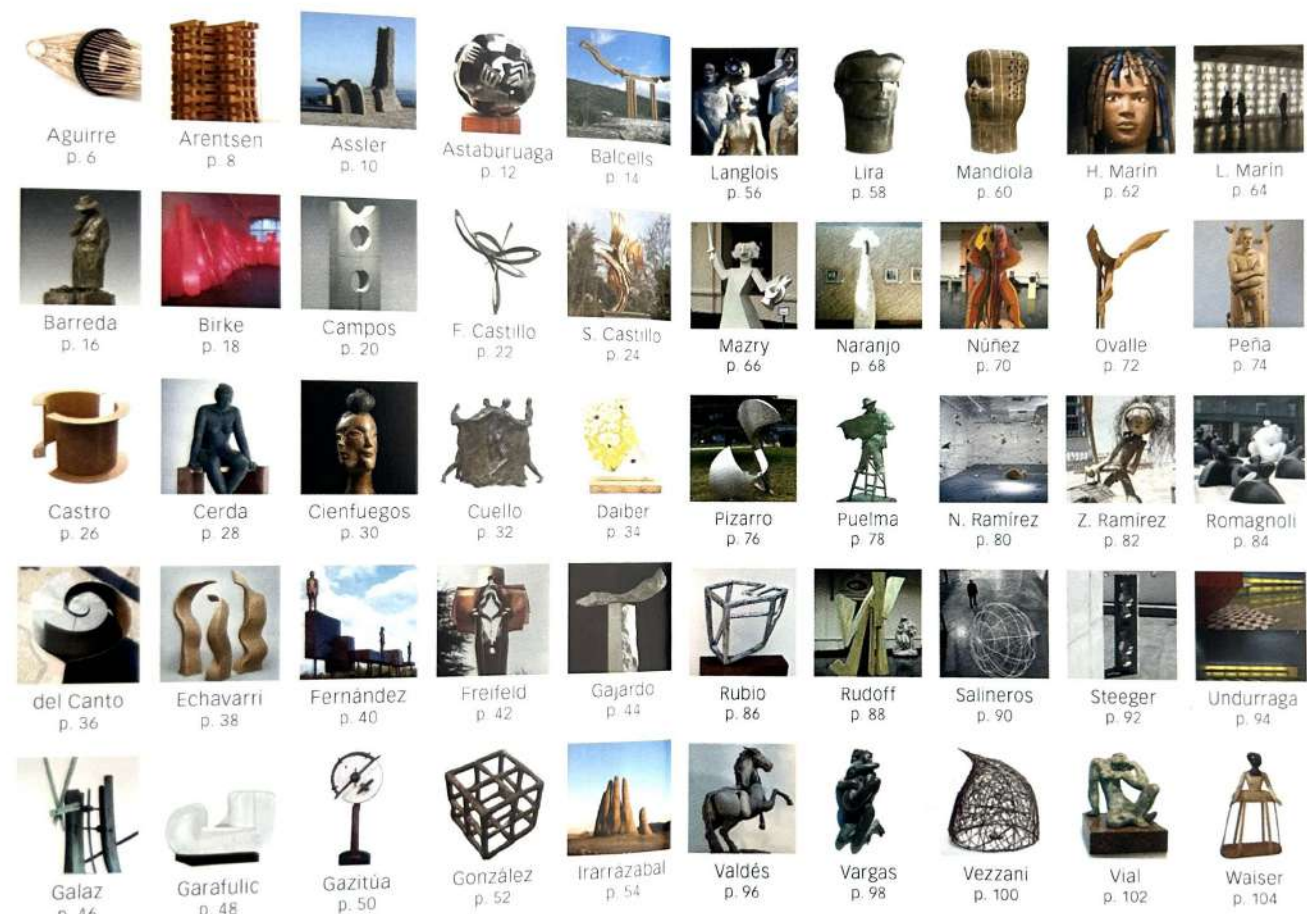 Aguirre
p. 6
Arentsen
p. 8
Assler
p. 10
Astaburuaga
p. 12
Balcells
p. 14
Barreda
p. 16
Birke
p. 18
Campos
p. 20
F. Castillo
p. 22
S. Castillo
p. 24
Castro
p. 26
Cerda
p. 28
Cienfuegos
p. 30
Cuello
p. 32
Daiber
p. 34
del Canto
p. 36
Echavarri
p. 38
Fernández
p. 40
Freifeld
p. 42
Gajardo
p. 44
Galaz
p. 46
Garafulic
p. 48
Gazitúa
p. 50
González
p. 52
Irarrázabal
p. 54
Langlois
p. 56
Lira
p. 58
Mandiola
p. 60
H. Marín
p. 62
L. Marín
p. 64
Mazry
p. 66
Naranjo
p. 68
Núñez
p. 70
Ovalle
p. 72
Peña
p. 74
Pizarro
p. 76
Puelma
p. 78
N. Ramírez
p. 80
Z. Ramírez
p. 82
Romagnoli
p. 84
Rubio
p. 86
Rudoff
p. 88
Salineros
p. 90
Steeger
p. 92
Undurraga
p. 94
Valdés
p. 96
Vargas
p. 98
Vezzani
p. 100
Vial
p. 102
Waiser
p. 104